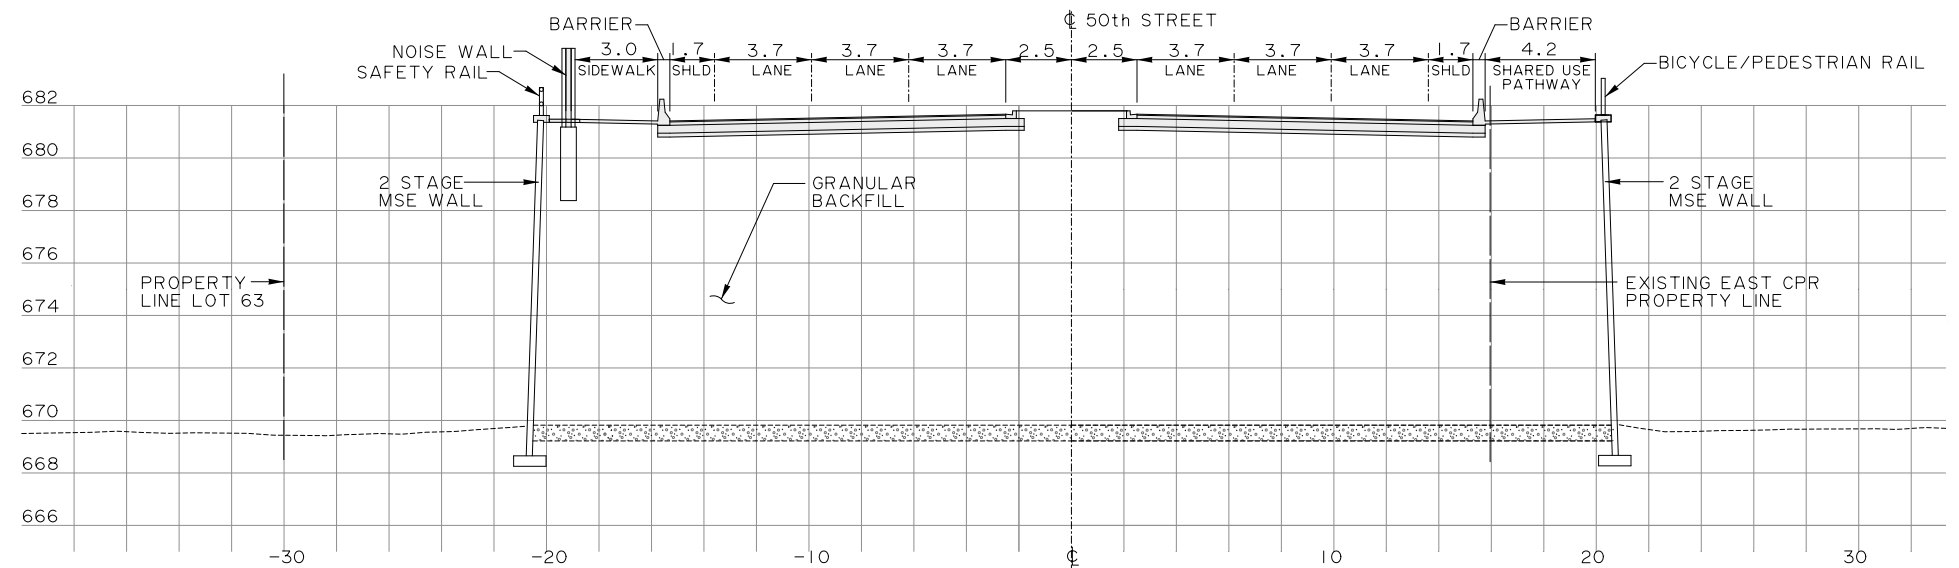 ℄ 50th STREET
BARRIER
BARRIER
NOISE WALL
3.0
1.7
3.7
3.7
3.7
2.5
2.5
3.7
3.7
3.7
1.7
4.2
SAFETY RAIL
SIDEWALK
SHLD
LANE
LANE
LANE
LANE
LANE
LANE
SHLD
SHARED USE
PATHWAY
BICYCLE/PEDESTRIAN RAIL
682
680
2 STAGE
MSE WALL
GRANULAR
BACKFILL
2 STAGE
MSE WALL
678
676
PROPERTY
LINE LOT 63
EXISTING EAST CPR
PROPERTY LINE
674
672
670
668
666
-30
-20
-10
℄
10
20
30